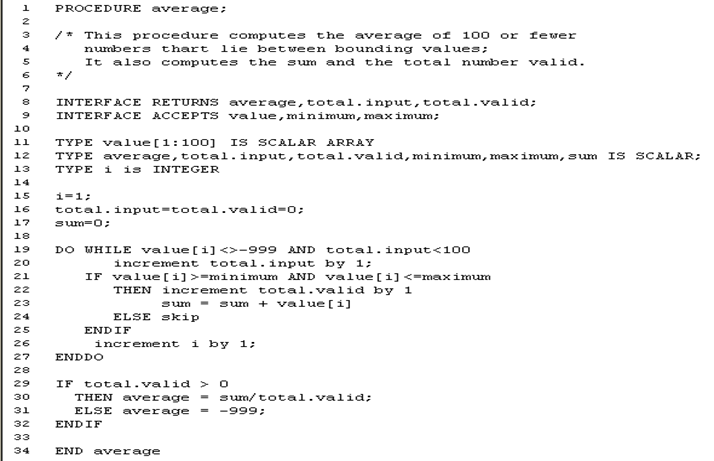 1 PROCEDURE average;
2
3 /* This procedure computes the average of 100 or fewer
4 numbers thart lie between bounding values;
5 It also computes the sum and the total number valid.
6 */
7
8 INTERFACE RETURNS average,total.input,total.valid;
9 INTERFACE ACCEPTS value,minimum,maximum;
10
11 TYPE value[1:100] IS SCALAR ARRAY
12 TYPE average,total.input,total.valid,minimum,maximum,sum IS SCALAR;
13 TYPE i is INTEGER
14
15 i=1;
16 total.input=total.valid=0;
17 sum=0;
18
19 DO WHILE value[i]<>-999 AND total.input<100
20 increment total.input by 1;
21 IF value[i]>=minimum AND value[i]<=maximum
22 THEN increment total.valid by 1
23 sum = sum + value[i]
24 ELSE skip
25 ENDIF
26 increment i by 1;
27 ENDDO
28
29 IF total.valid > 0
30 THEN average = sum/total.valid;
31 ELSE average = -999;
32 ENDIF
33
34 END average